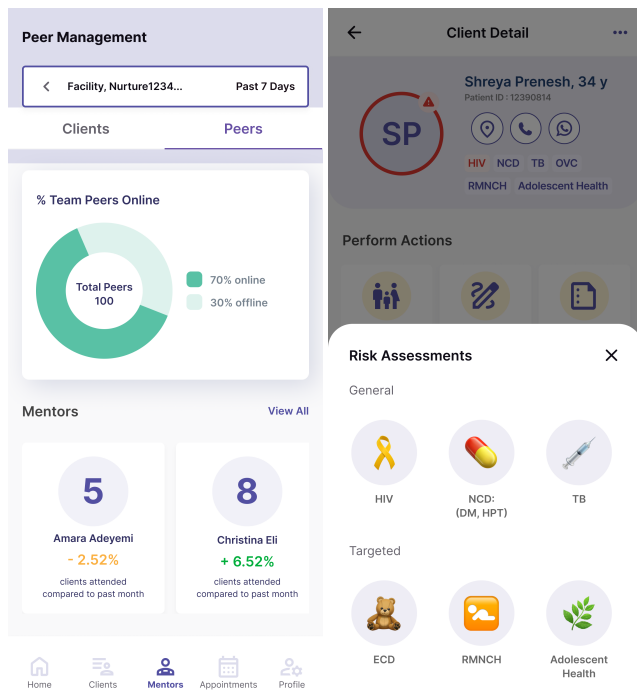 Peer Management
Facility, Nurture1234...
Past 7 Days
Clients
Peers
% Team Peers Online
Total Peers
100
70% online
30% offline
Mentors
View All
5
Amara Adeyemi
- 2.52%
clients attended
compared to past month
8
Christina Eli
+ 6.52%
clients attended
compared to past month
Home
Clients
Mentors
Appointments
Profile
Client Detail
SP
Shreya Prenesh, 34 y
Patient ID : 12390814
HIV
NCD
TB
OVC
RMNCH
Adolescent Health
Perform Actions
Risk Assessments
General
HIV
NCD:
(DM, HPT)
TB
Targeted
ECD
RMNCH
Adolescent
Health